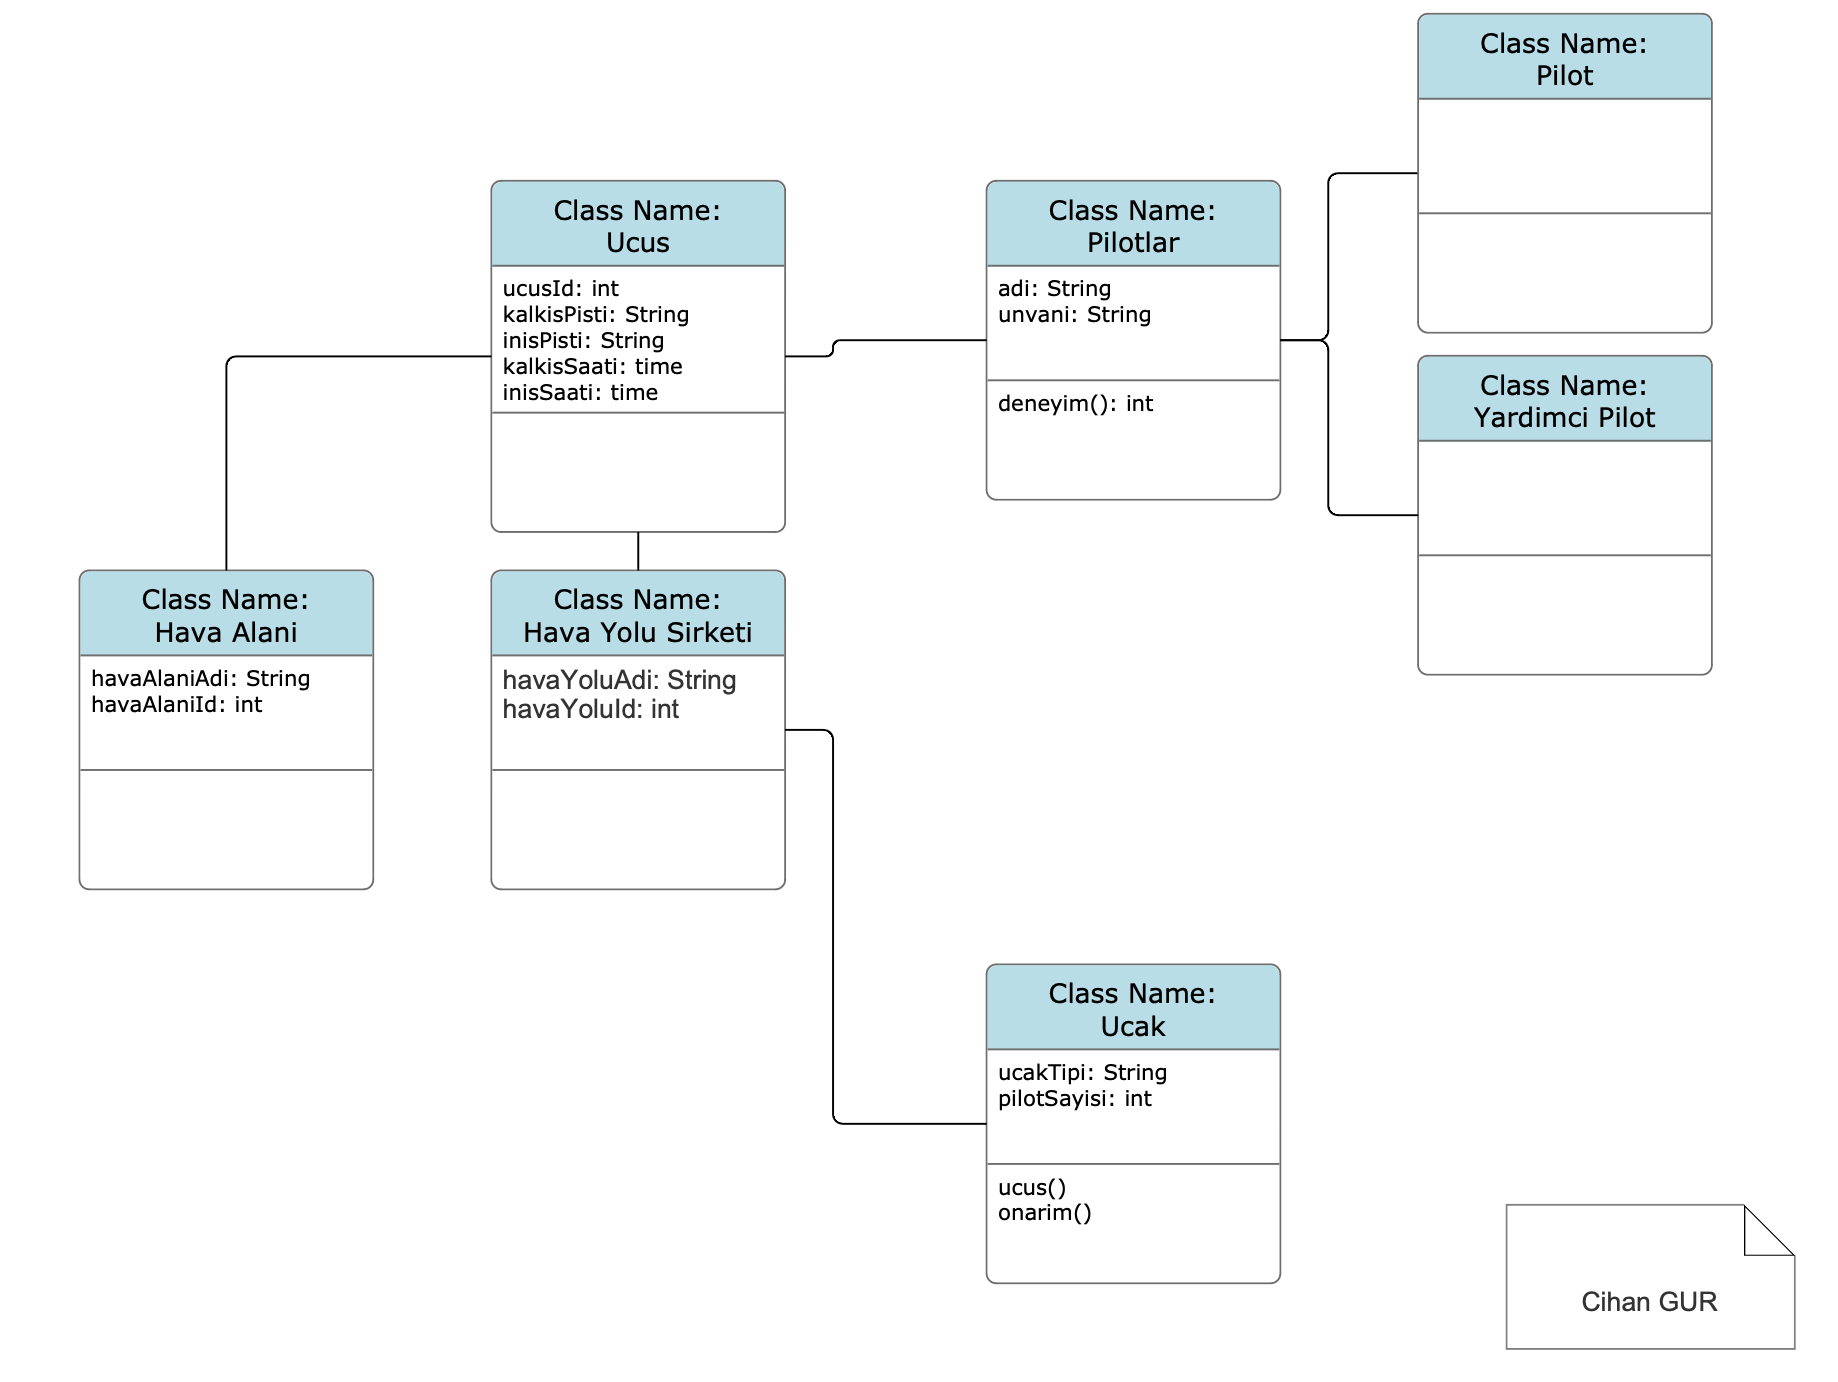 Class Name:
Pilot
Class Name:
Ucus
ucusId: int
kalkisPisti: String
inisPisti: String
kalkisSaati: time
inisSaati: time
Class Name:
Pilotlar
adi: String
unvani: String
deneyim(): int
Class Name:
Yardimci Pilot
Class Name:
Hava Alani
havaAlaniAdi: String
havaAlaniId: int
Class Name:
Hava Yolu Sirketi
havaYoluAdi: String
havaYoluId: int
Class Name:
Ucak
ucakTipi: String
pilotSayisi: int
ucus()
onarim()
Cihan GUR